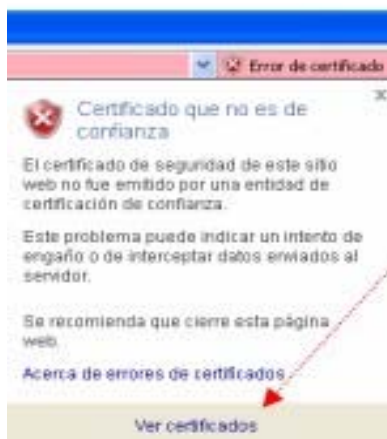 Error de certificado
Certificado que no es de
confianza
El certificado de seguridad de este sitio
web no fue emitido por una entidad de
certificación de confianza.
Este problema puede indicar un intento de
engaño o de interceptar datos enviados al
servidor.
Se recomienda que cierre esta página
web.
Acerca de errores de certificados
Ver certificados